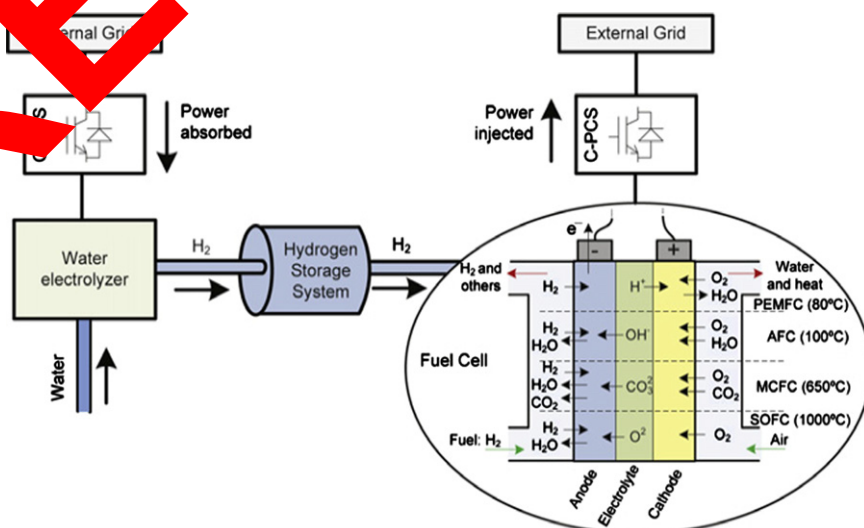 Grid
External Grid
Power
absorbed
Power
injected
C-PCS
Water
electrolyzer
H₂
Hydrogen
Storage
System
H₂
Water
e⁻
-
+
H₂ and
others
H₂
H⁺
O₂
H₂O
Water
and heat
PEMFC (80ºC)
H₂
H₂O
OH⁻
O₂
H₂O
AFC (100ºC)
Fuel Cell
H₂
H₂O
CO₂
CO₃²
O₂
CO₂
MCFC (650ºC)
SOFC (1000ºC)
Fuel: H₂
H₂
H₂O
O²
O₂
Air
Anode
Electrolyte
Cathode